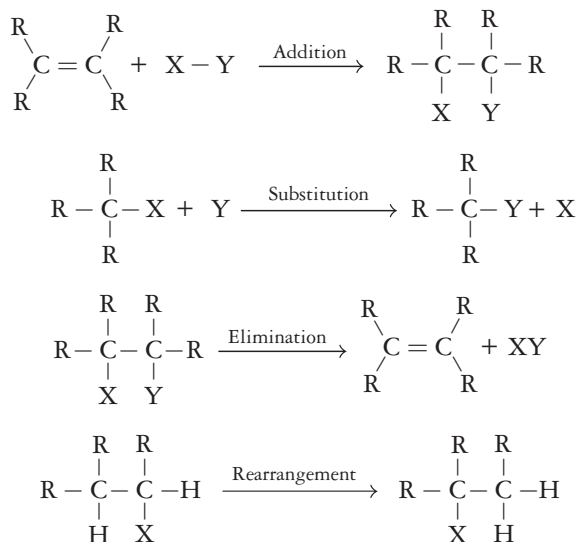 R R R R
R C = C R + X – Y Addition R – C – C – R
X Y
R R
R – C – X + Y Substitution R – C – Y + X
R R
R R R R
R – C – C – R Elimination C = C + XY
X Y R R
R R R R
R – C – C – H Rearrangement R – C – C – H
H X X H